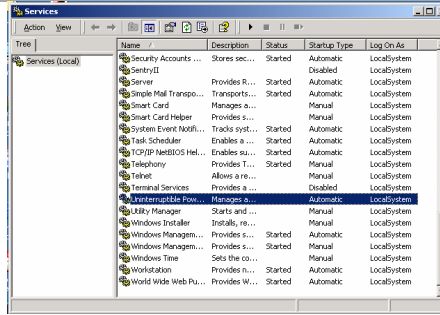 Services
Action View
Tree
Services (Local)
Name Description Status Startup Type Log On As
Security Accounts ... Stores sec... Started Automatic LocalSystem
SentryII Disabled LocalSystem
Server Provides R... Started Automatic LocalSystem
Simple Mail Transpo... Transports... Started Automatic LocalSystem
Smart Card Manages a... Manual LocalSystem
Smart Card Helper Provides s... Manual LocalSystem
System Event Notifi... Tracks syst... Started Automatic LocalSystem
Task Scheduler Enables a ... Started Automatic LocalSystem
TCP/IP NetBIOS Hel... Enables su... Started Automatic LocalSystem
Telephony Provides T... Started Manual LocalSystem
Telnet Allows a re... Manual LocalSystem
Terminal Services Provides a ... Disabled LocalSystem
Uninterruptible Pow... Manages a... Automatic LocalSystem
Utility Manager Starts and ... Manual LocalSystem
Windows Installer Installs, re... Manual LocalSystem
Windows Managem... Provides s... Started Automatic LocalSystem
Windows Managem... Provides s... Started Manual LocalSystem
Windows Time Sets the co... Manual LocalSystem
Workstation Provides n... Started Automatic LocalSystem
World Wide Web Pu... Provides W... Started Automatic LocalSystem